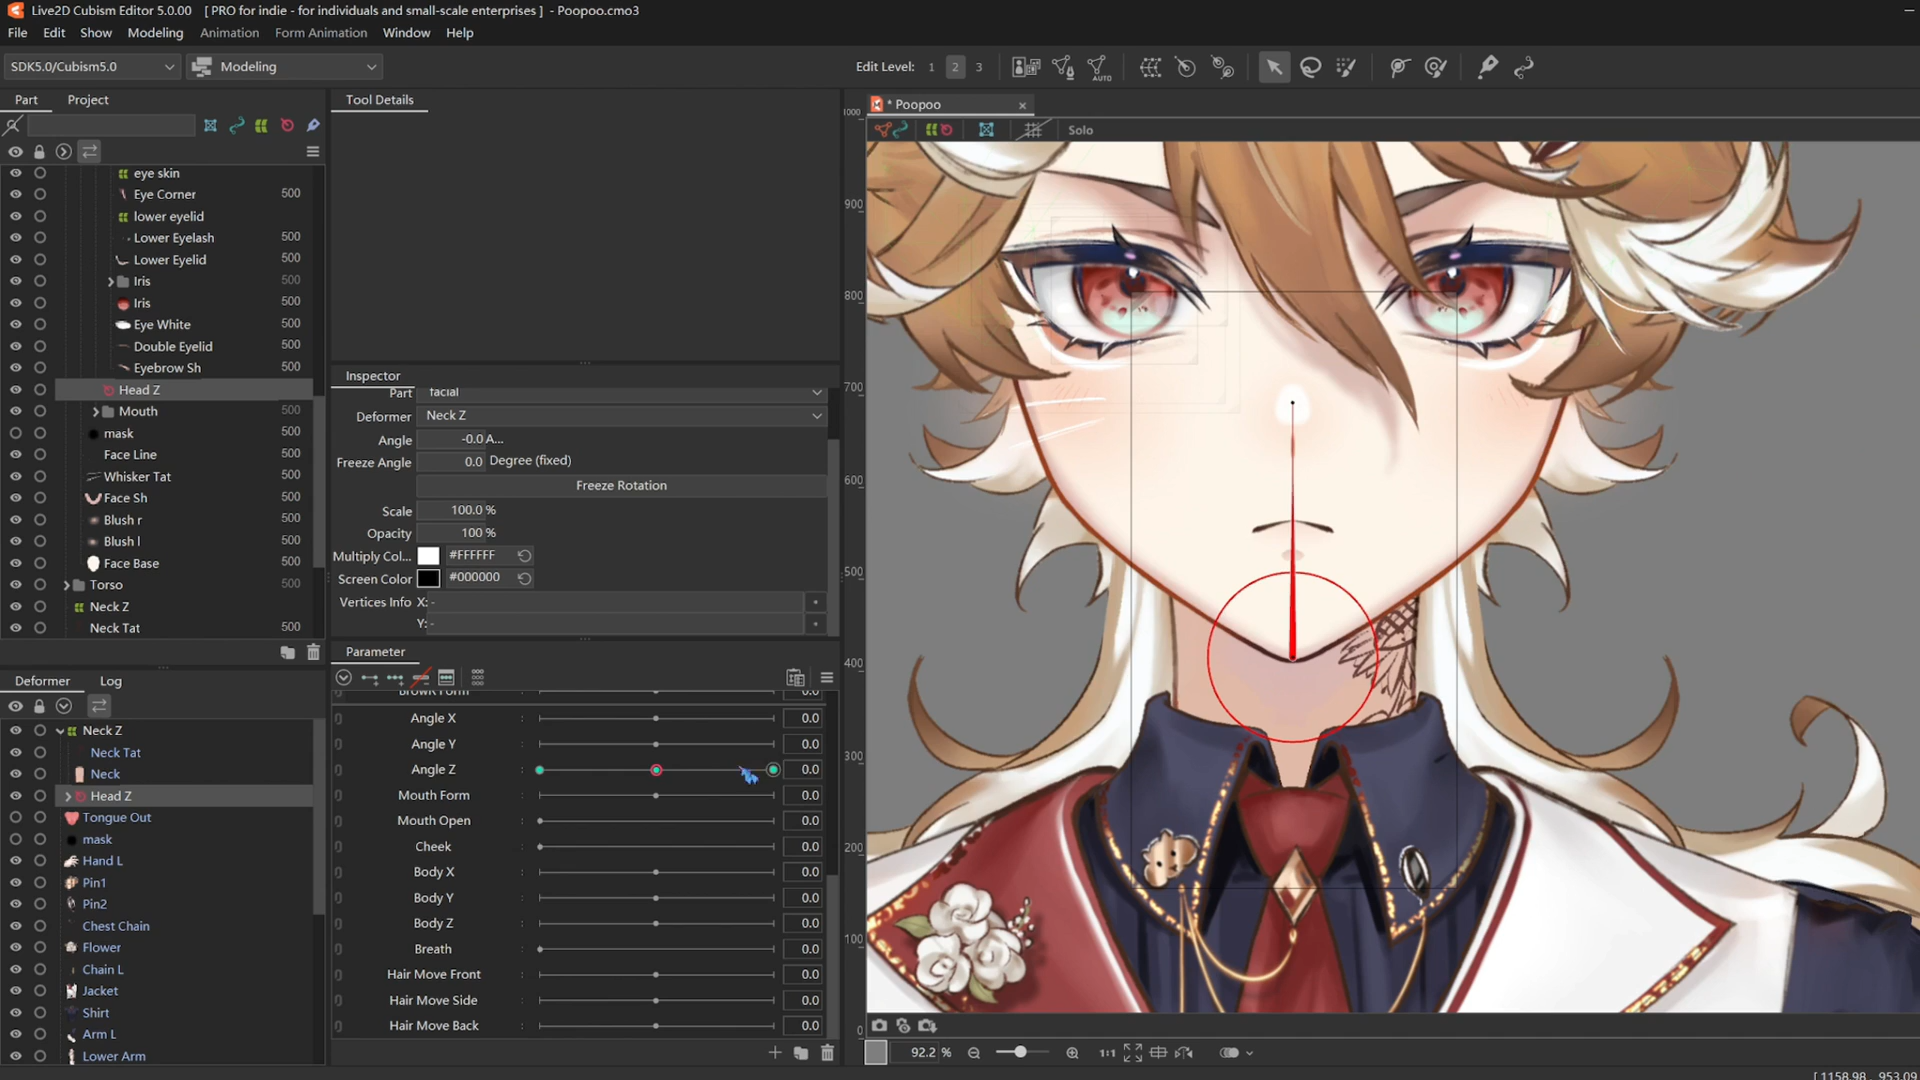 Live2D Cubism Editor 5.0.00 [ PRO for indie - for individuals and small-scale enterprises ] - Poopoo.cmo3
File Edit Show Modeling Animation Form Animation Window Help
SDK5.0/Cubism5.0 Modeling Edit Level: 1 2 3 AUTO
Part Project
Tool Details
* Poopoo
Solo
eye skin
Eye Corner 500
lower eyelid
Lower Eyelash 500
Lower Eyelid 500
Iris 500
Iris 500
Eye White 500
Double Eyelid 500
Eyebrow Sh 500
Head Z
Mouth 500
mask 500
Face Line 500
Whisker Tat 500
Face Sh 500
Blush r 500
Blush l 500
Face Base 500
Torso 500
Neck Z
Neck Tat 500
Inspector
Part facial
Deformer Neck Z
Angle -0.0 A...
Freeze Angle 0.0 Degree (fixed)
Freeze Rotation
Scale 100.0 %
Opacity 100 %
Multiply Col... #FFFFFF
Screen Color #000000
Vertices Info X: -
Y: -
Deformer Log
Neck Z
Neck Tat
Neck
Head Z
Tongue Out
mask
Hand L
Pin1
Pin2
Chest Chain
Flower
Chain L
Jacket
Shirt
Arm L
Lower Arm
Parameter
BrowR Form 0.0
Angle X : 0.0
Angle Y : 0.0
Angle Z : 0.0
Mouth Form : 0.0
Mouth Open : 0.0
Cheek : 0.0
Body X : 0.0
Body Y : 0.0
Body Z : 0.0
Breath : 0.0
Hair Move Front : 0.0
Hair Move Side : 0.0
Hair Move Back : 0.0
900
800
700
600
500
400
300
200
100
0
92.2 % 1:1
[ 1158.98 , 953.09